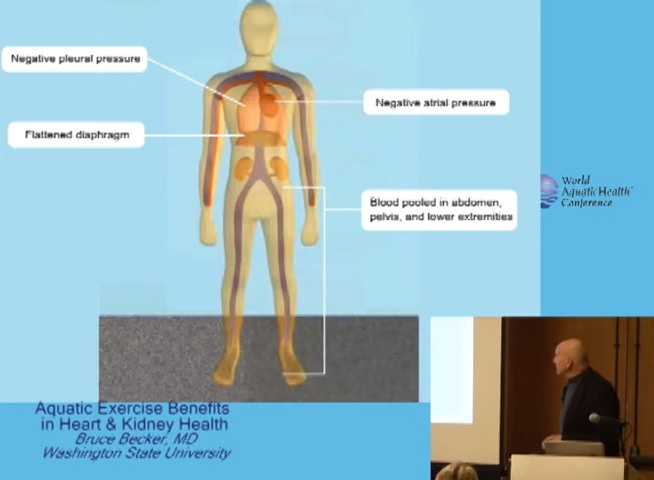 Negative pleural pressure
Negative atrial pressure
Flattened diaphragm
Blood pooled in abdomen,
pelvis, and lower extremities
World
Aquatic Health™
Conference
Aquatic Exercise Benefits
in Heart & Kidney Health
Bruce Becker, MD
Washington State University